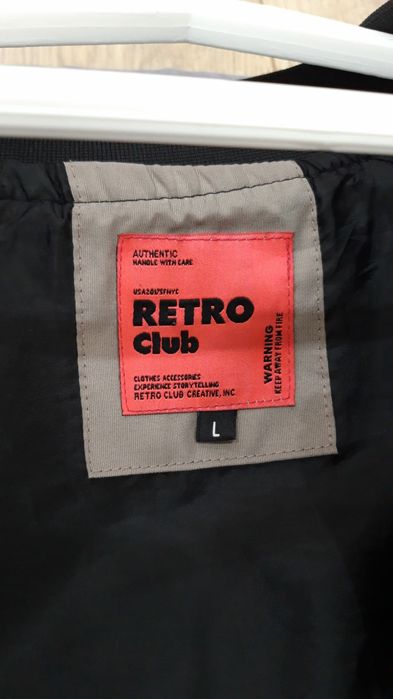 AUTHENTIC
HANDLE WITH CARE
USA2017SFNYC
RETRO
Club
CLOTHES ACCESSORIES
EXPERIENCE STORYTELLING
RETRO CLUB CREATIVE, INC
WARNING
KEEP AWAY FROM FIRE
L